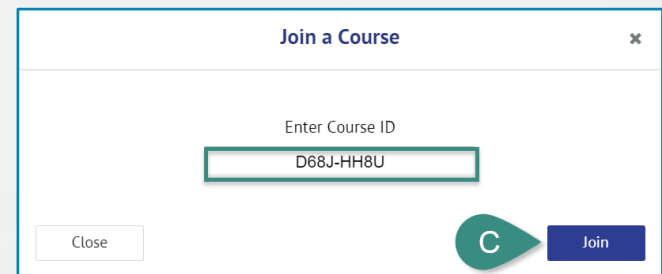 Join a Course
Enter Course ID
D68J-HH8U
Close
C
Join